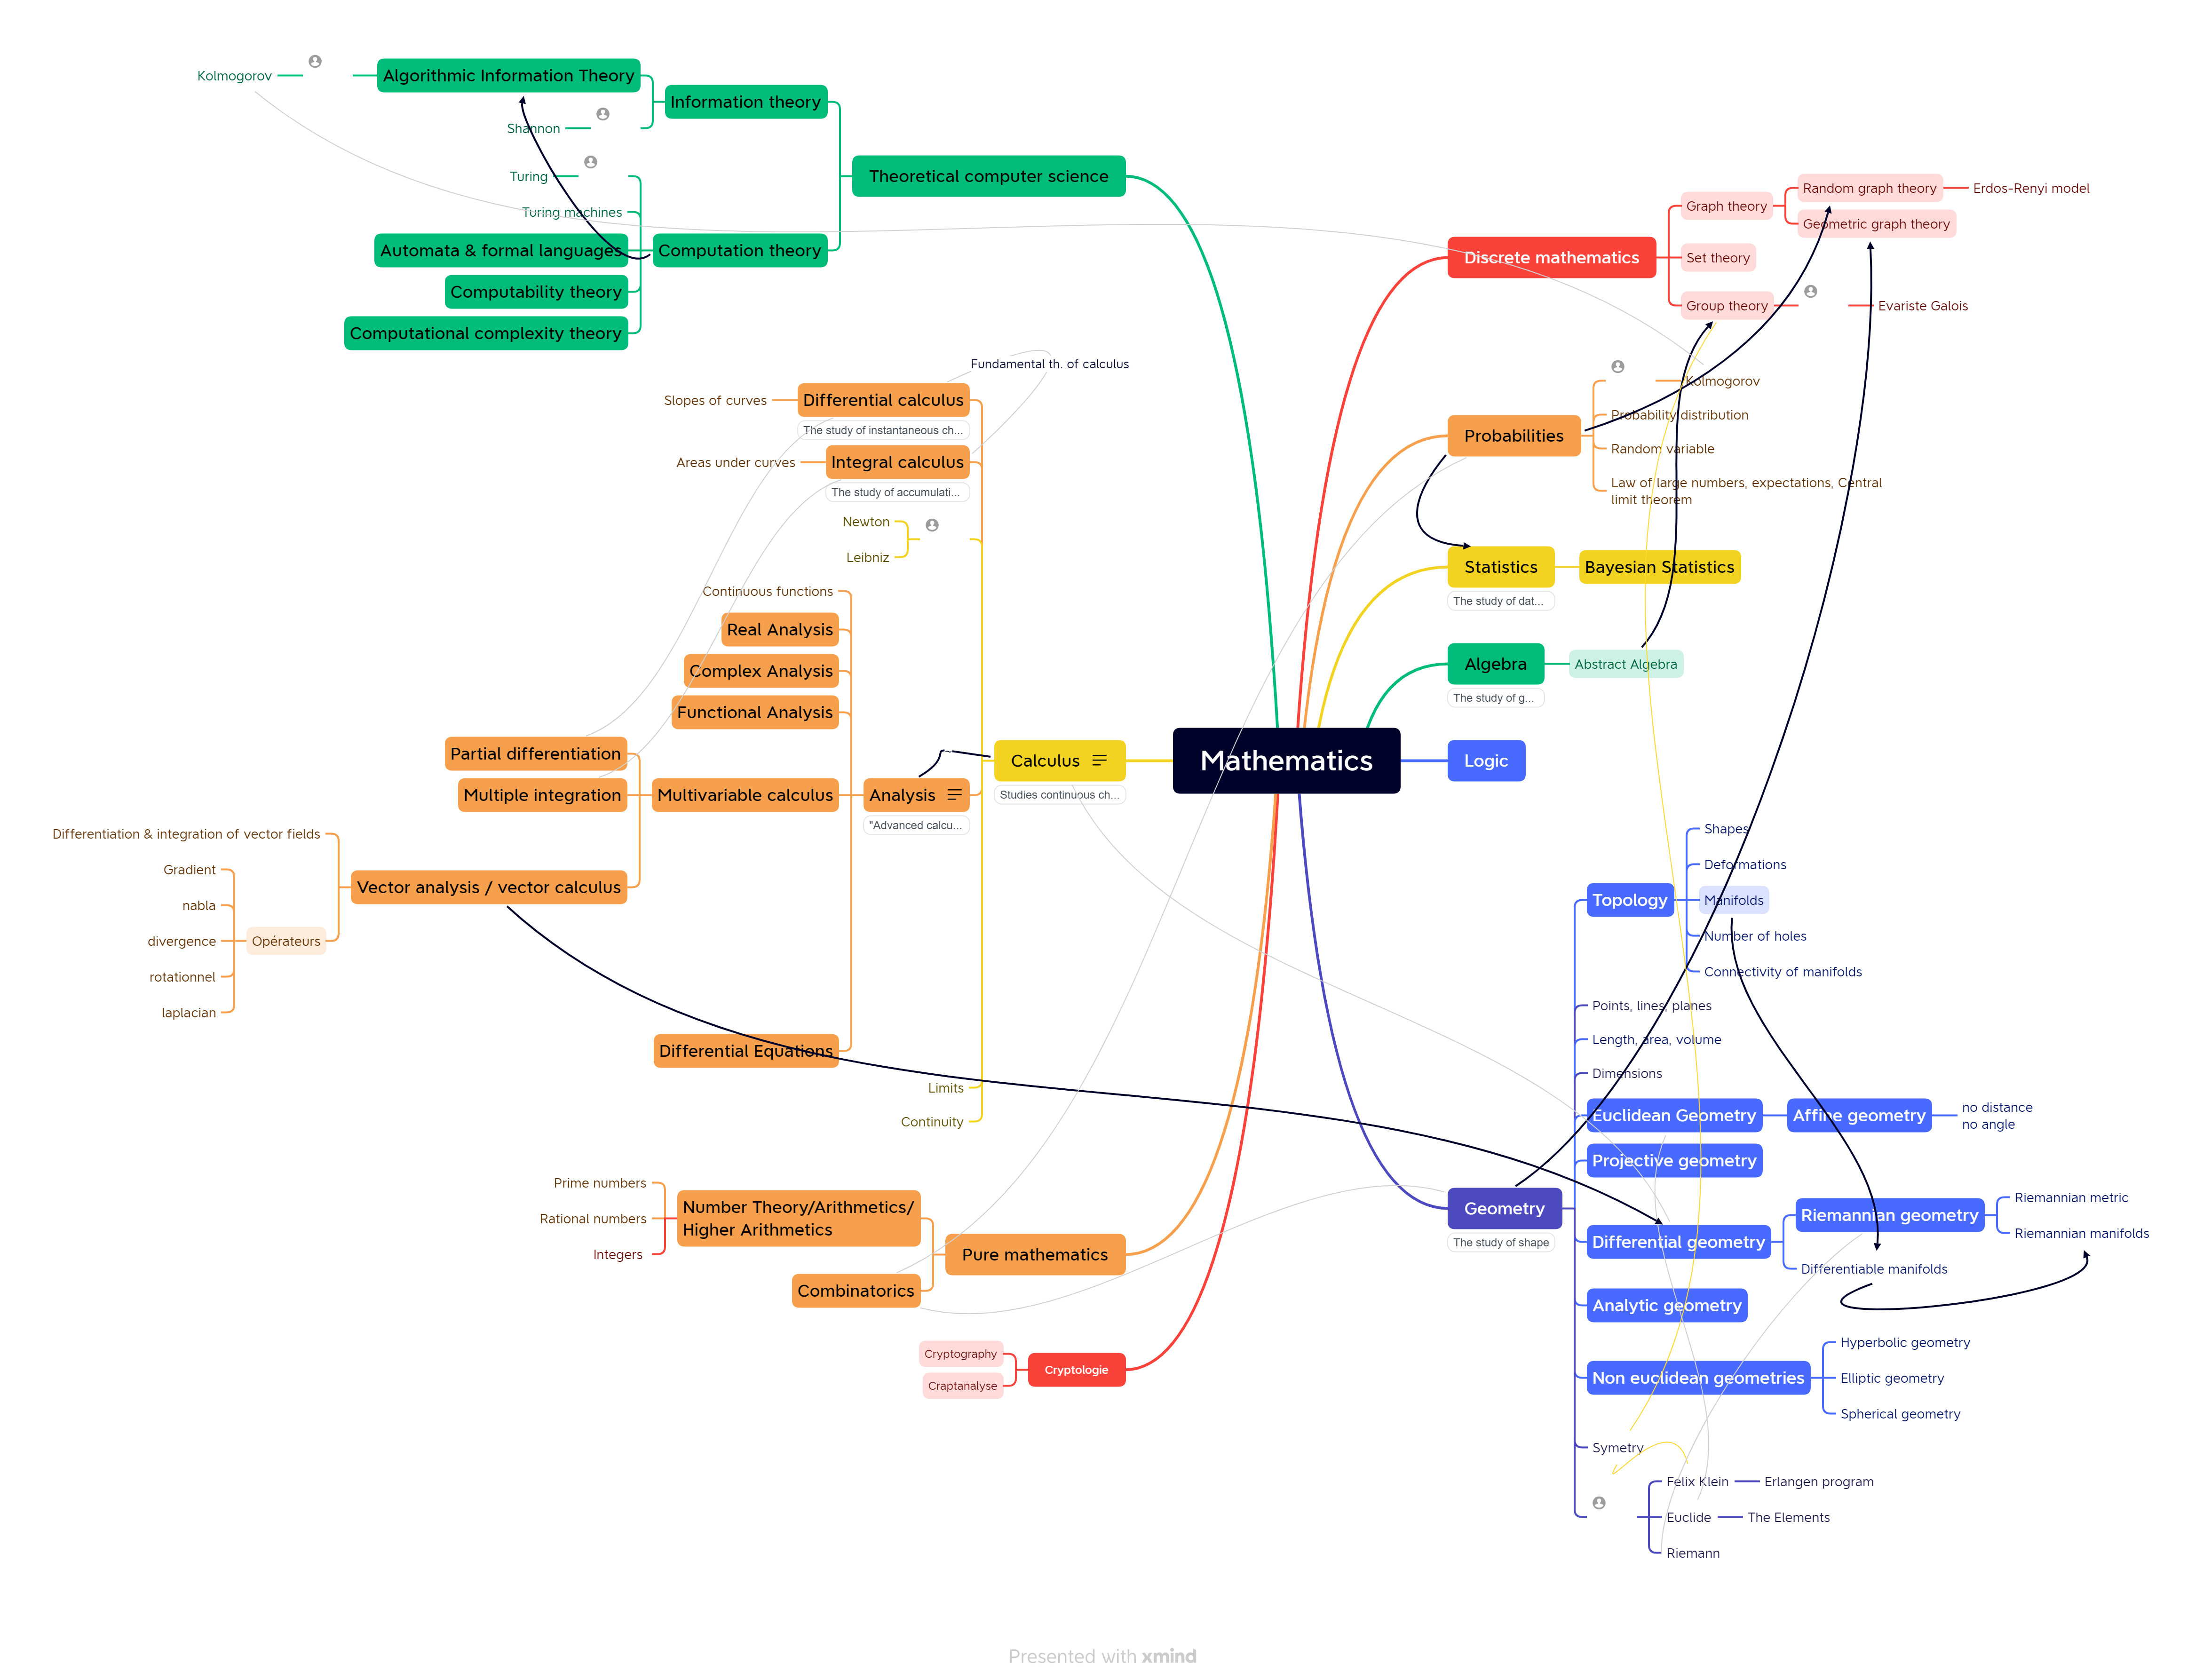 Mathematics
Theoretical computer science
Information theory
Algorithmic Information Theory
Kolmogorov
Shannon
Computation theory
Turing
Turing machines
Automata & formal languages
Computability theory
Computational complexity theory
Calculus
Studies continuous ch...
Fundamental th. of calculus
Differential calculus
The study of instantaneous ch...
Slopes of curves
Integral calculus
The study of accumulati...
Areas under curves
Newton
Leibniz
Analysis
"Advanced calcu...
Continuous functions
Real Analysis
Complex Analysis
Functional Analysis
Multivariable calculus
Partial differentiation
Multiple integration
Vector analysis / vector calculus
Differentiation & integration of vector fields
Opérateurs
Gradient
nabla
divergence
rotationnel
laplacian
Differential Equations
Limits
Continuity
Pure mathematics
Number Theory/Arithmetics/
Higher Arithmetics
Prime numbers
Rational numbers
Integers
Combinatorics
Cryptologie
Cryptography
Craptanalyse
Discrete mathematics
Graph theory
Random graph theory
Erdos-Renyi model
Geometric graph theory
Set theory
Group theory
Evariste Galois
Probabilities
Kolmogorov
Probability distribution
Random variable
Law of large numbers, expectations, Central
limit theorem
Statistics
The study of dat...
Bayesian Statistics
Algebra
The study of g...
Abstract Algebra
Logic
Geometry
The study of shape
Topology
Shapes
Deformations
Manifolds
Number of holes
Connectivity of manifolds
Points, lines, planes
Length, area, volume
Dimensions
Euclidean Geometry
Affine geometry
no distance
no angle
Projective geometry
Differential geometry
Riemannian geometry
Riemannian metric
Riemannian manifolds
Differentiable manifolds
Analytic geometry
Non euclidean geometries
Hyperbolic geometry
Elliptic geometry
Spherical geometry
Symetry
Felix Klein
Erlangen program
Euclide
The Elements
Riemann
Presented with xmind